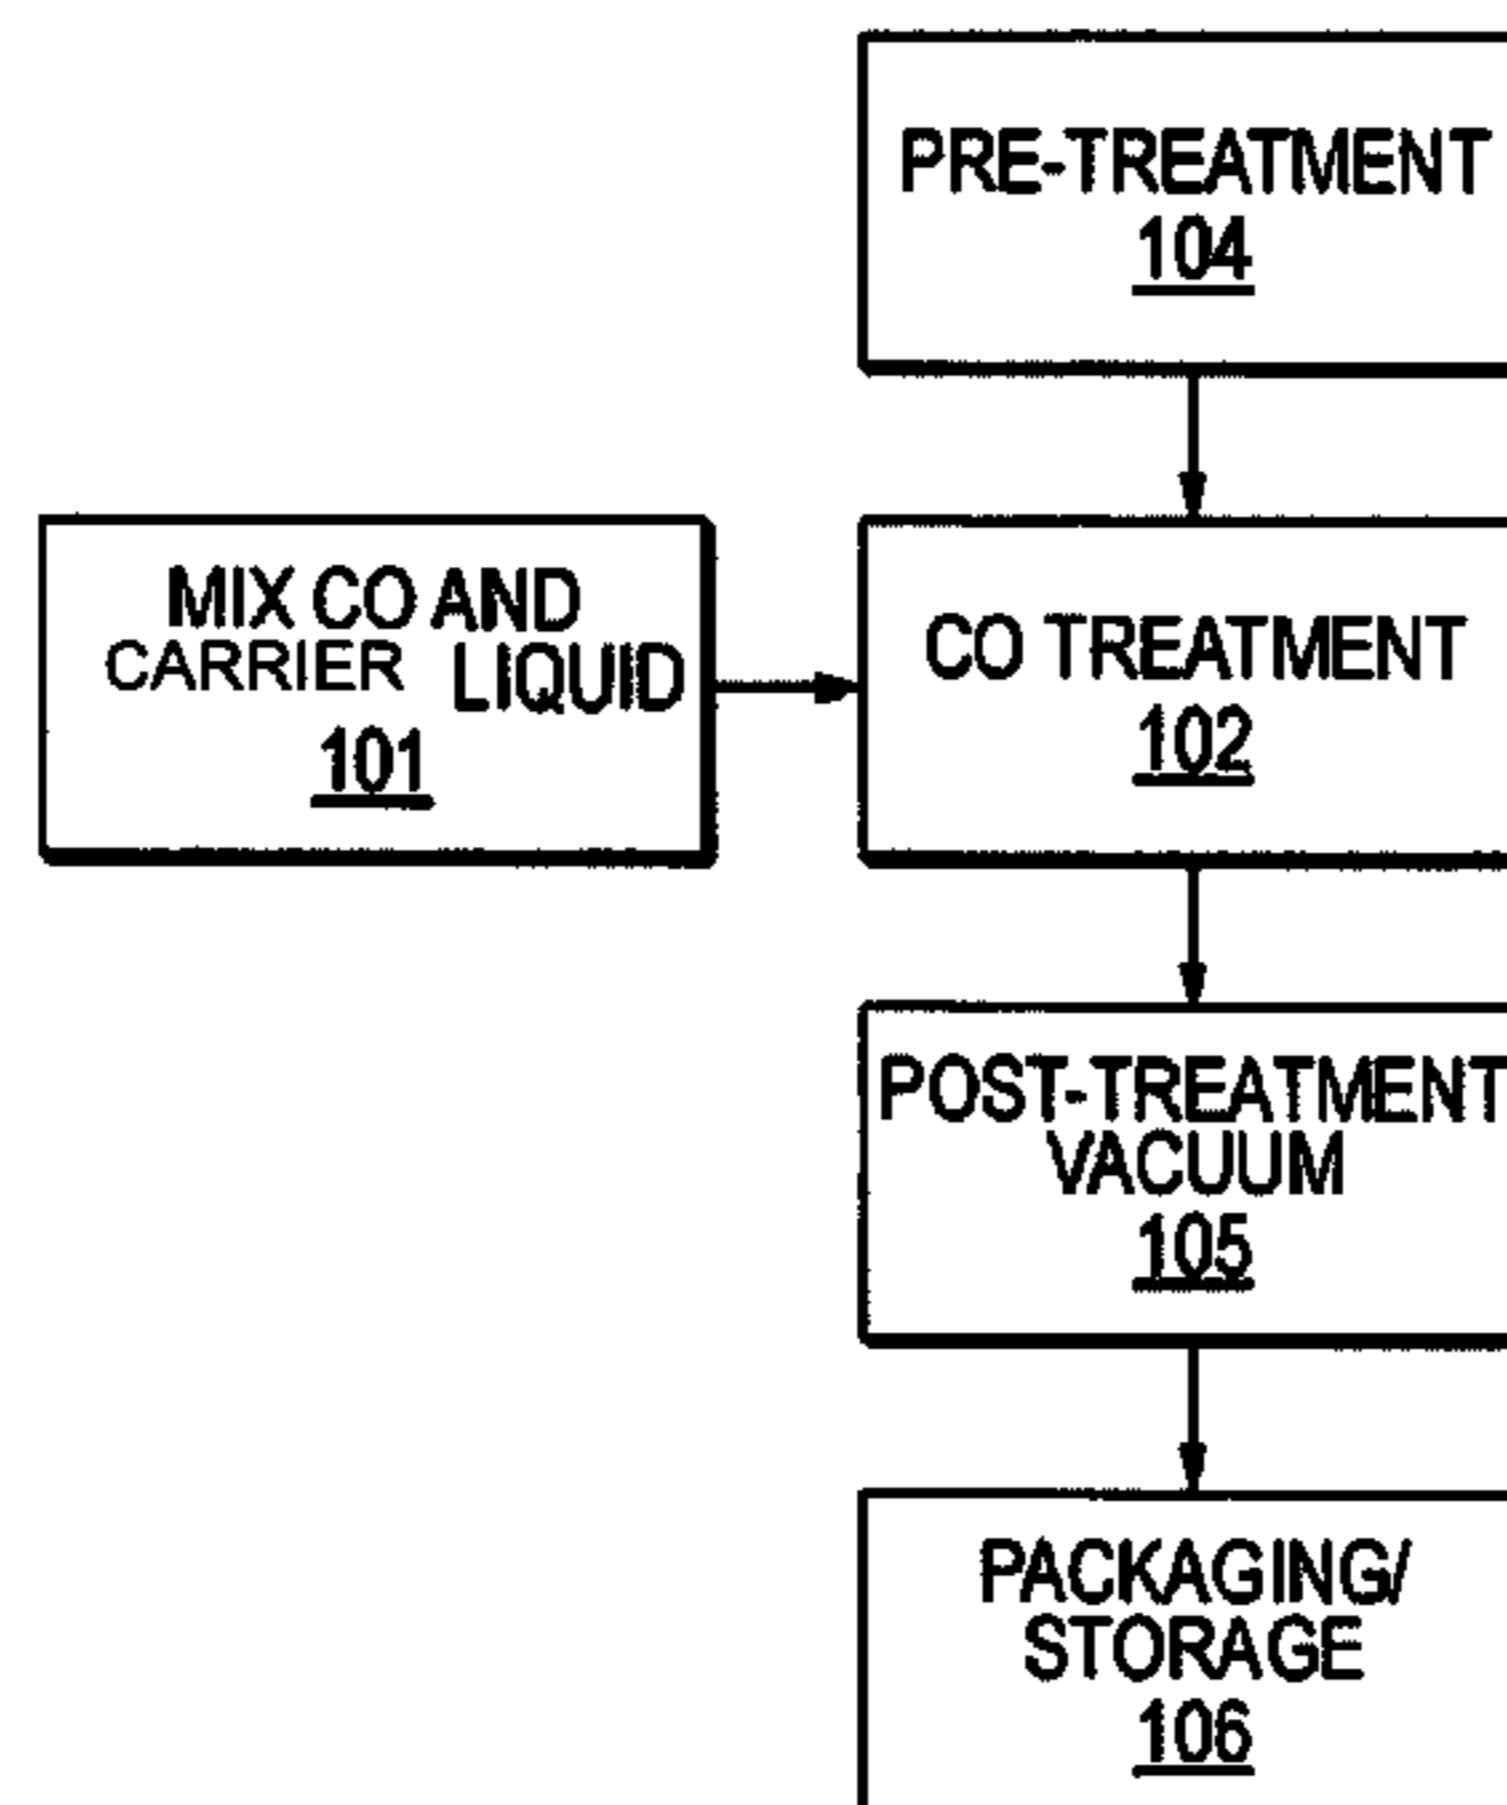 PRE-TREATMENT
104
MIX CO AND
CARRIER LIQUID
101
CO TREATMENT
102
POST-TREATMENT
VACUUM
105
PACKAGING/
STORAGE
106